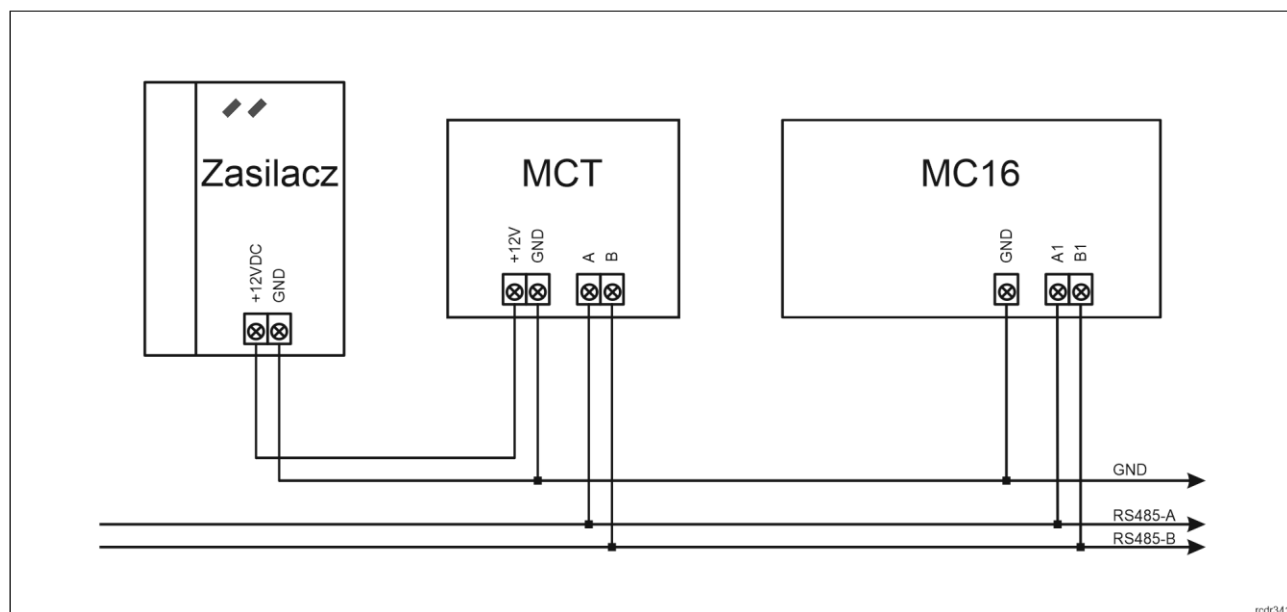 Zasilacz
+12VDC
GND
MCT
+12V
GND
A
B
MC16
GND
A1
B1
GND
RS485-A
RS485-B